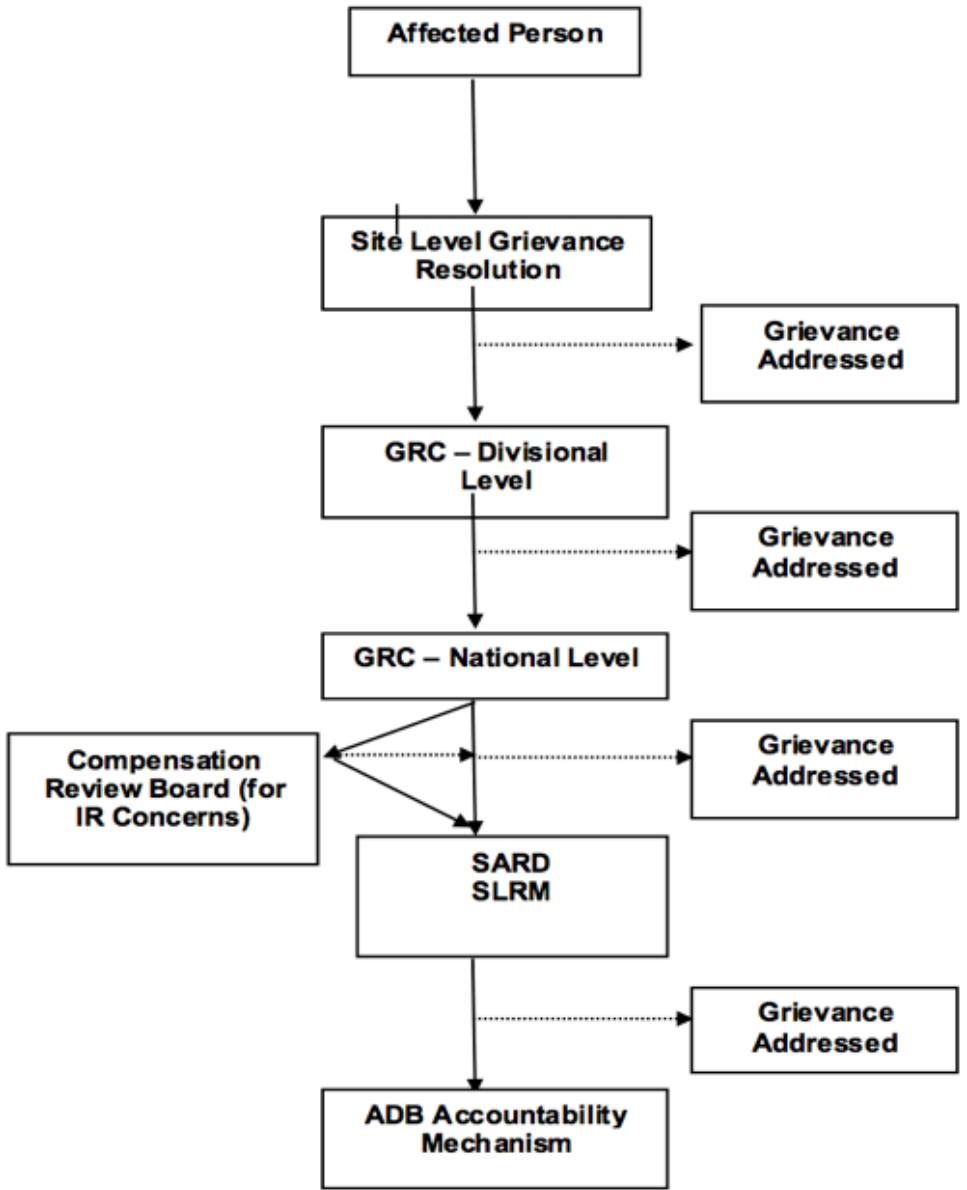 Affected Person
Site Level Grievance
Resolution
Grievance
Addressed
GRC – Divisional
Level
Grievance
Addressed
GRC – National Level
Compensation
Review Board (for
IR Concerns)
Grievance
Addressed
SARD
SLRM
Grievance
Addressed
ADB Accountability
Mechanism